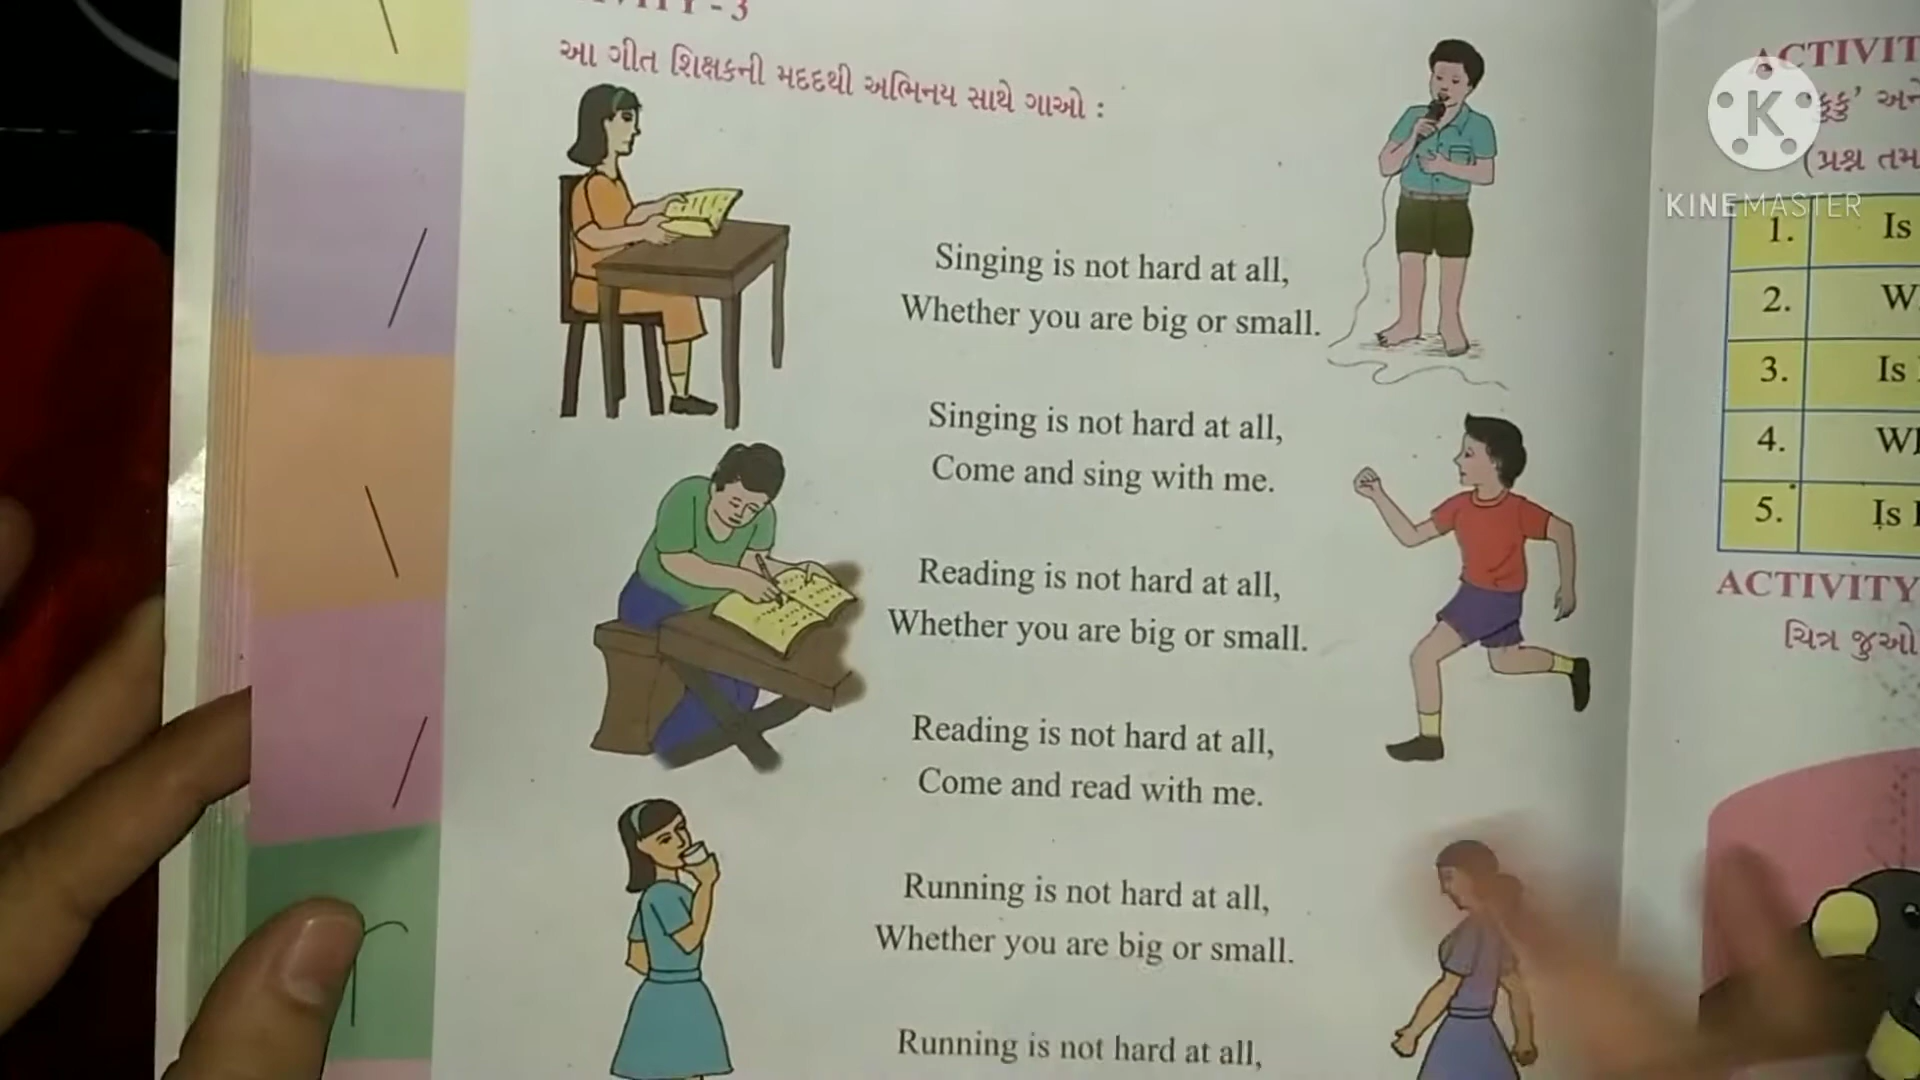 આ ગીત શિક્ષકની મદદથી અભિનય સાથે ગાઓ :
Singing is not hard at all,
Whether you are big or small.
Singing is not hard at all,
Come and sing with me.
Reading is not hard at all,
Whether you are big or small.
Reading is not hard at all,
Come and read with me.
Running is not hard at all,
Whether you are big or small.
Running is not hard at all,
K
KINEMASTER
1. Is
2.
3. Is
4.
5. Is
ACTIVITY
ચિત્ર જુઓ